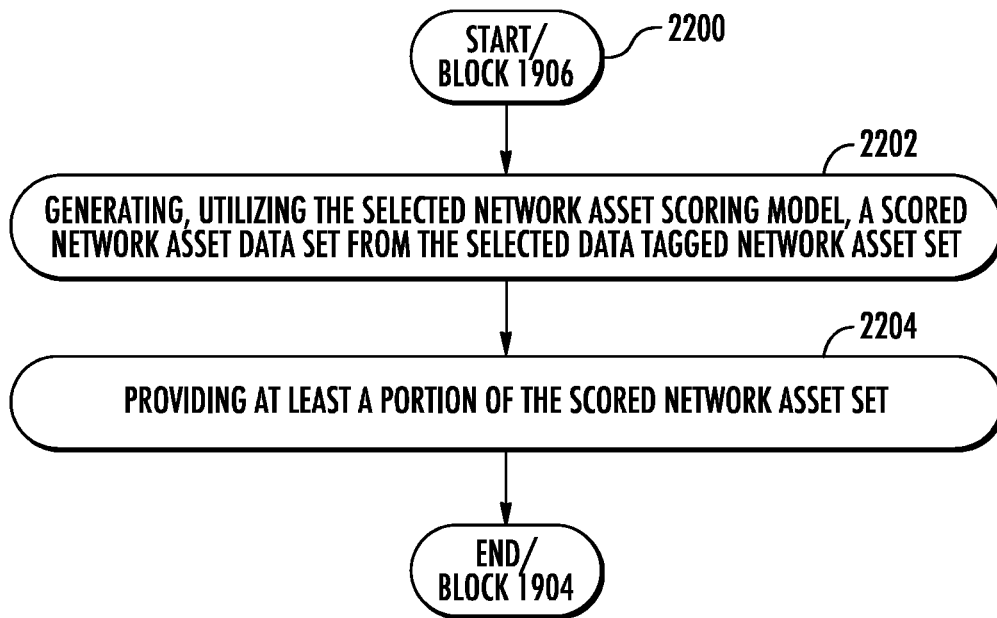 START/
BLOCK 1906
2200
2202
GENERATING, UTILIZING THE SELECTED NETWORK ASSET SCORING MODEL, A SCORED
NETWORK ASSET DATA SET FROM THE SELECTED DATA TAGGED NETWORK ASSET SET
2204
PROVIDING AT LEAST A PORTION OF THE SCORED NETWORK ASSET SET
END/
BLOCK 1904